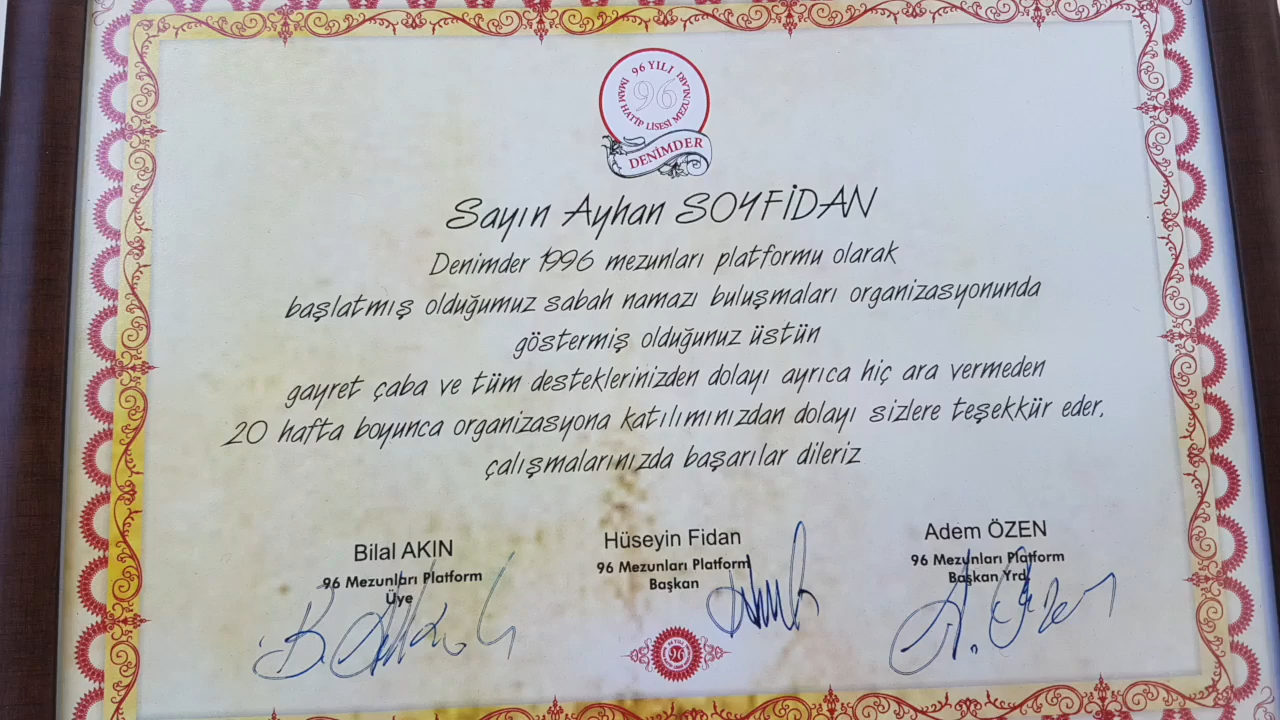 96 YILI
İMAM HATİP LİSESİ MEZUNLARI
96
DENİMDER
Sayın Ayhan SOYFİDAN
Denimder 1996 mezunları platformu olarak
başlatmış olduğumuz sabah namazı buluşmaları organizasyonunda
göstermiş olduğunuz üstün
gayret çaba ve tüm desteklerinizden dolayı ayrıca hiç ara vermeden
20 hafta boyunca organizasyona katılımınızdan dolayı sizlere teşekkür eder,
çalışmalarınızda başarılar dileriz
Bilal AKIN
96 Mezunları Platform
Üye
Hüseyin Fidan
96 Mezunları Platform
Başkan
Adem ÖZEN
96 Mezunları Platform
Başkan Yrd
B. Akın
A. Özen
96